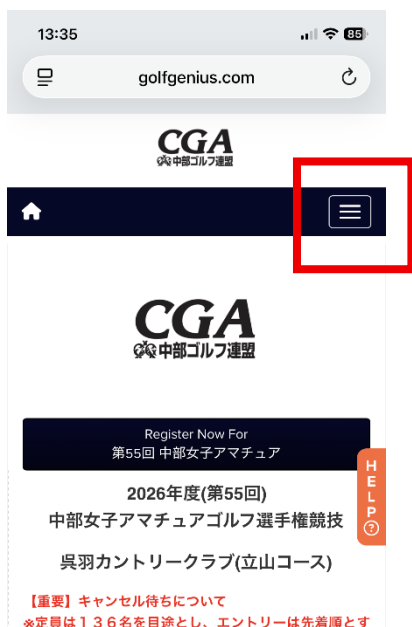 13:35
85
golfgenius.com
CGA
中部ゴルフ連盟
CGA
中部ゴルフ連盟
Register Now For
第55回 中部女子アマチュア
HELP?
2026年度(第55回)
中部女子アマチュアゴルフ選手権競技
呉羽カントリークラブ(立山コース)
【重要】キャンセル待ちについて
※定員は１３６名を目途とし、エントリーは先着順とす